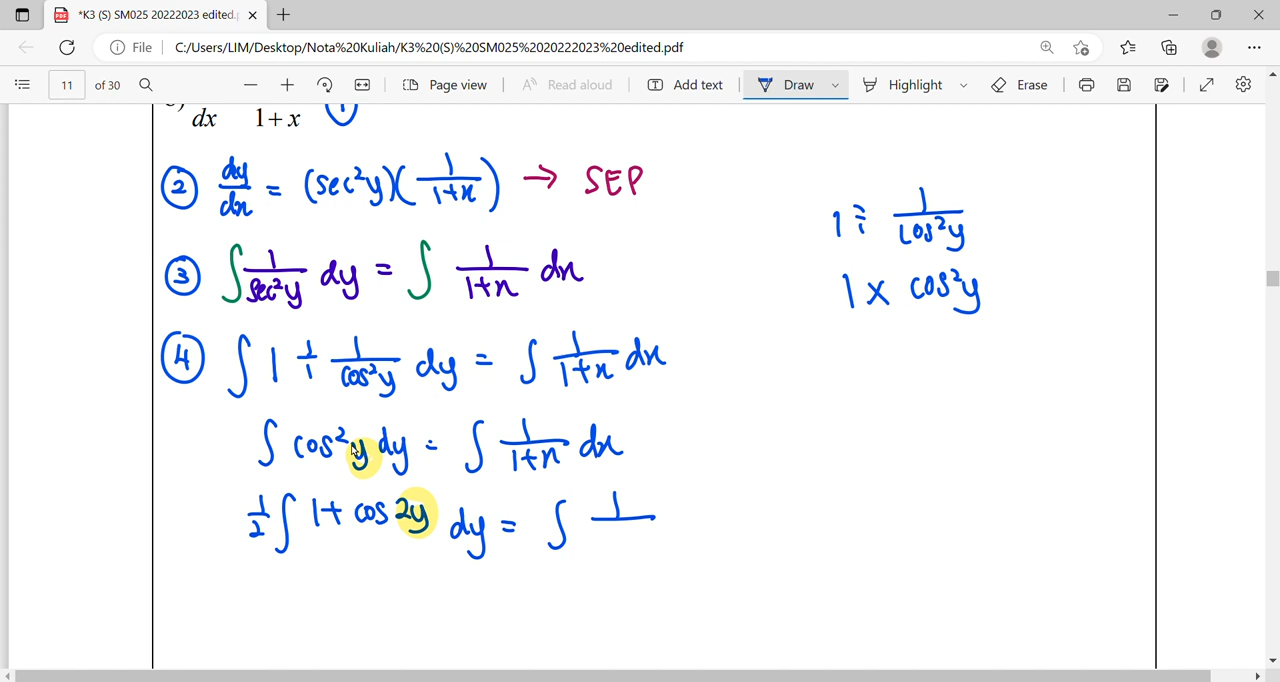 *K3 (S) SM025 20222023 edited.p
File C:/Users/LIM/Desktop/Nota%20Kuliah/K3%20(S)%20SM025%2020222023%20edited.pdf
11 of 30 Page view Read aloud Add text Draw Highlight Erase
dx 1+x ①
② dy/dx = (sec²y)(1/(1+x)) → SEP
1 ÷ 1/cos²y
③ ∫ 1/sec²y dy = ∫ 1/(1+x) dx
1 × cos²y
④ ∫ 1 ÷ 1/cos²y dy = ∫ 1/(1+x) dx
∫ cos²y dy = ∫ 1/(1+x) dx
1/2 ∫ 1 + cos 2y dy = ∫ 1